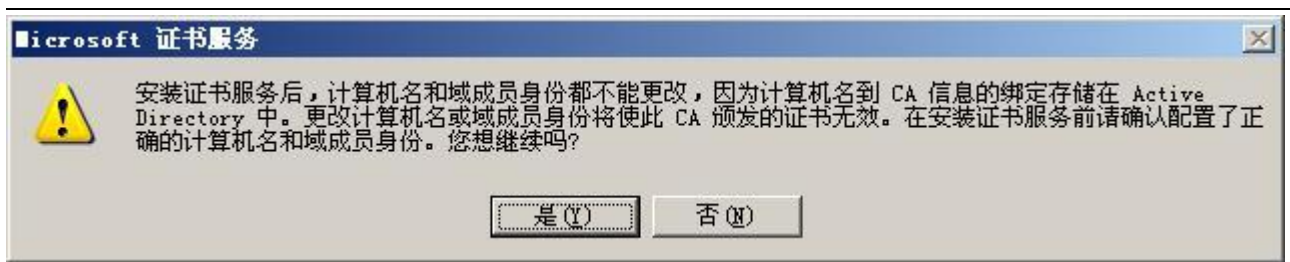 Microsoft 证书服务
安装证书服务后，计算机名和域成员身份都不能更改，因为计算机名到 CA 信息的绑定存储在 Active
Directory 中。更改计算机名或域成员身份将使此 CA 颁发的证书无效。在安装证书服务前请确认配置了正
确的计算机名和域成员身份。您想继续吗?
是(Y)
否(N)